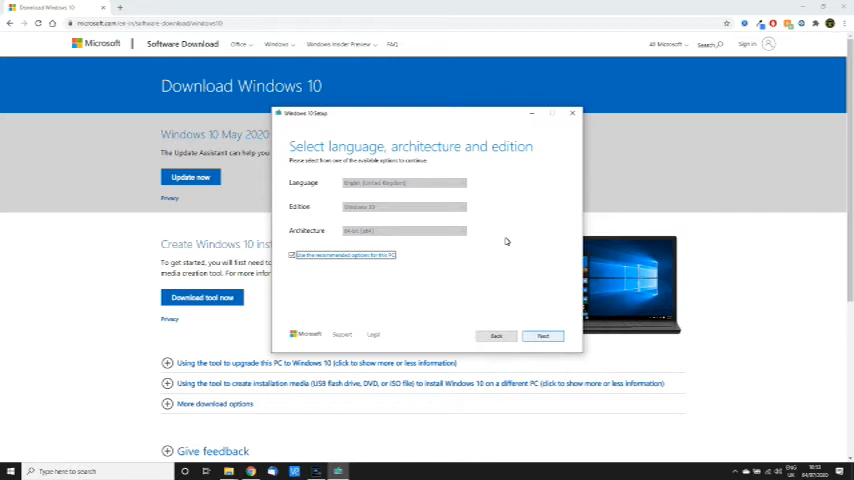 Download Windows 10
microsoft.com/en-in/software-download/windows10
Microsoft
Software Download
Office
Windows
Windows Insider Preview
FAQ
All Microsoft
Search
Sign in
Download Windows 10
Windows 10 May 2020
The Update Assistant can help you
Update now
Privacy
Create Windows 10 inst
To get started, you will first need to
media creation tool. For more infor
Download tool now
Privacy
Windows 10 Setup
Select language, architecture and edition
Please select from one of the available options to continue.
Language
English (United Kingdom)
Edition
Windows 10
Architecture
64-bit (x64)
Use the recommended options for this PC
Microsoft
Support
Legal
Back
Next
Using the tool to upgrade this PC to Windows 10 (click to show more or less information)
Using the tool to create installation media (USB flash drive, DVD, or ISO file) to install Windows 10 on a different PC (click to show more or less information)
More download options
Give feedback
Type here to search
ENG
UK
16:53
04/07/2020